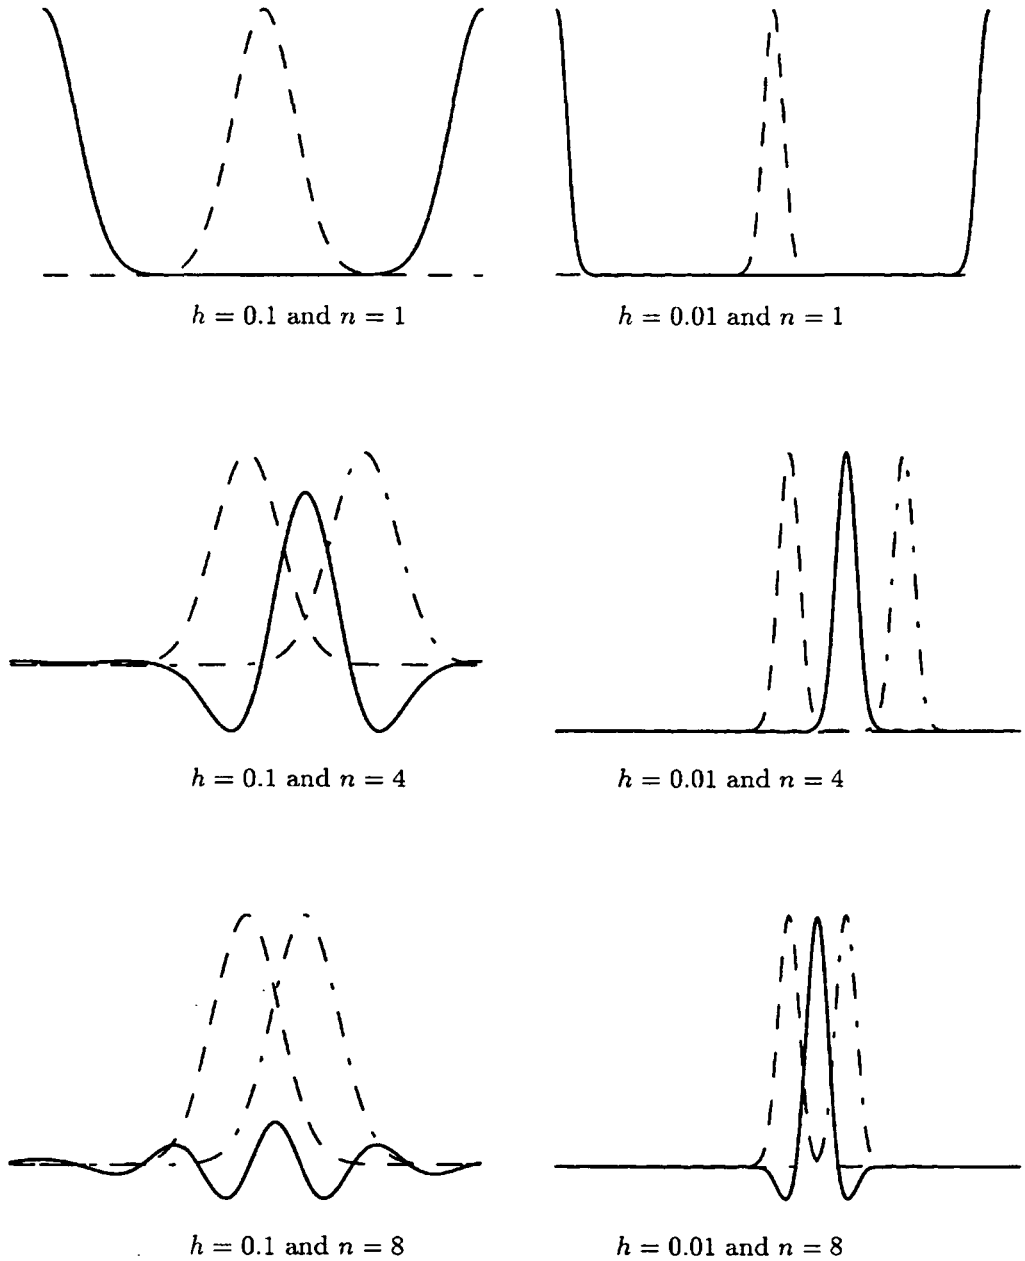 h = 0.1 and n = 1
h = 0.01 and n = 1
h = 0.1 and n = 4
h = 0.01 and n = 4
h = 0.1 and n = 8
h = 0.01 and n = 8